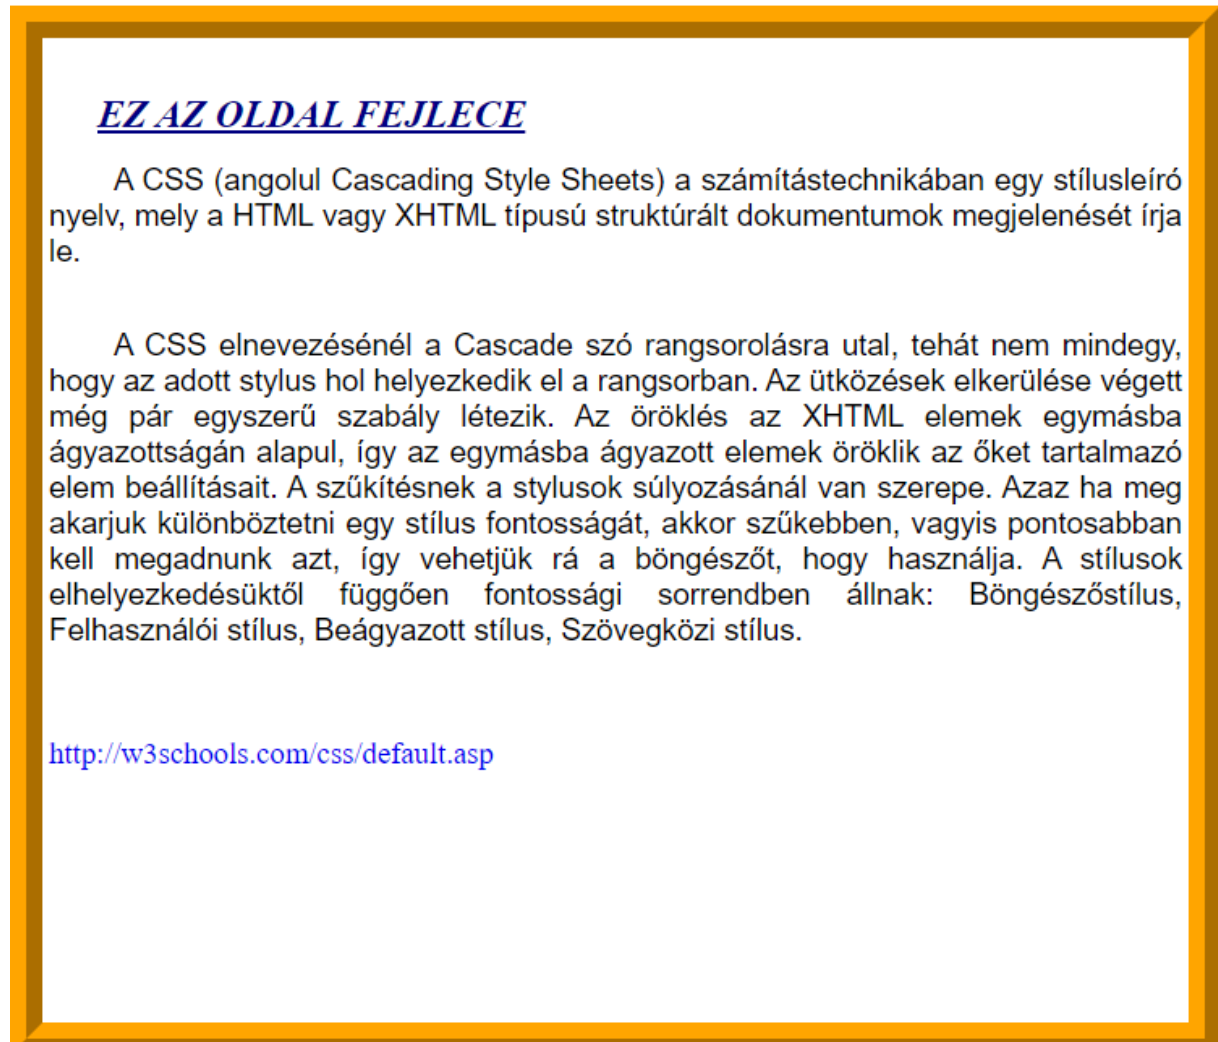 EZ AZ OLDAL FEJLECE
A CSS (angolul Cascading Style Sheets) a számítástechnikában egy stílusleíró
nyelv, mely a HTML vagy XHTML típusú struktúrált dokumentumok megjelenését írja
le.
A CSS elnevezésénél a Cascade szó rangsorolásra utal, tehát nem mindegy,
hogy az adott stylus hol helyezkedik el a rangsorban. Az ütközések elkerülése végett
még pár egyszerű szabály létezik. Az öröklés az XHTML elemek egymásba
ágyazottságán alapul, így az egymásba ágyazott elemek öröklik az őket tartalmazó
elem beállításait. A szűkítésnek a stylusok súlyozásánál van szerepe. Azaz ha meg
akarjuk különböztetni egy stílus fontosságát, akkor szűkebben, vagyis pontosabban
kell megadnunk azt, így vehetjük rá a böngészőt, hogy használja. A stílusok
elhelyezkedésüktől függően fontossági sorrendben állnak: Böngészőstílus,
Felhasználói stílus, Beágyazott stílus, Szövegközi stílus.
http://w3schools.com/css/default.asp